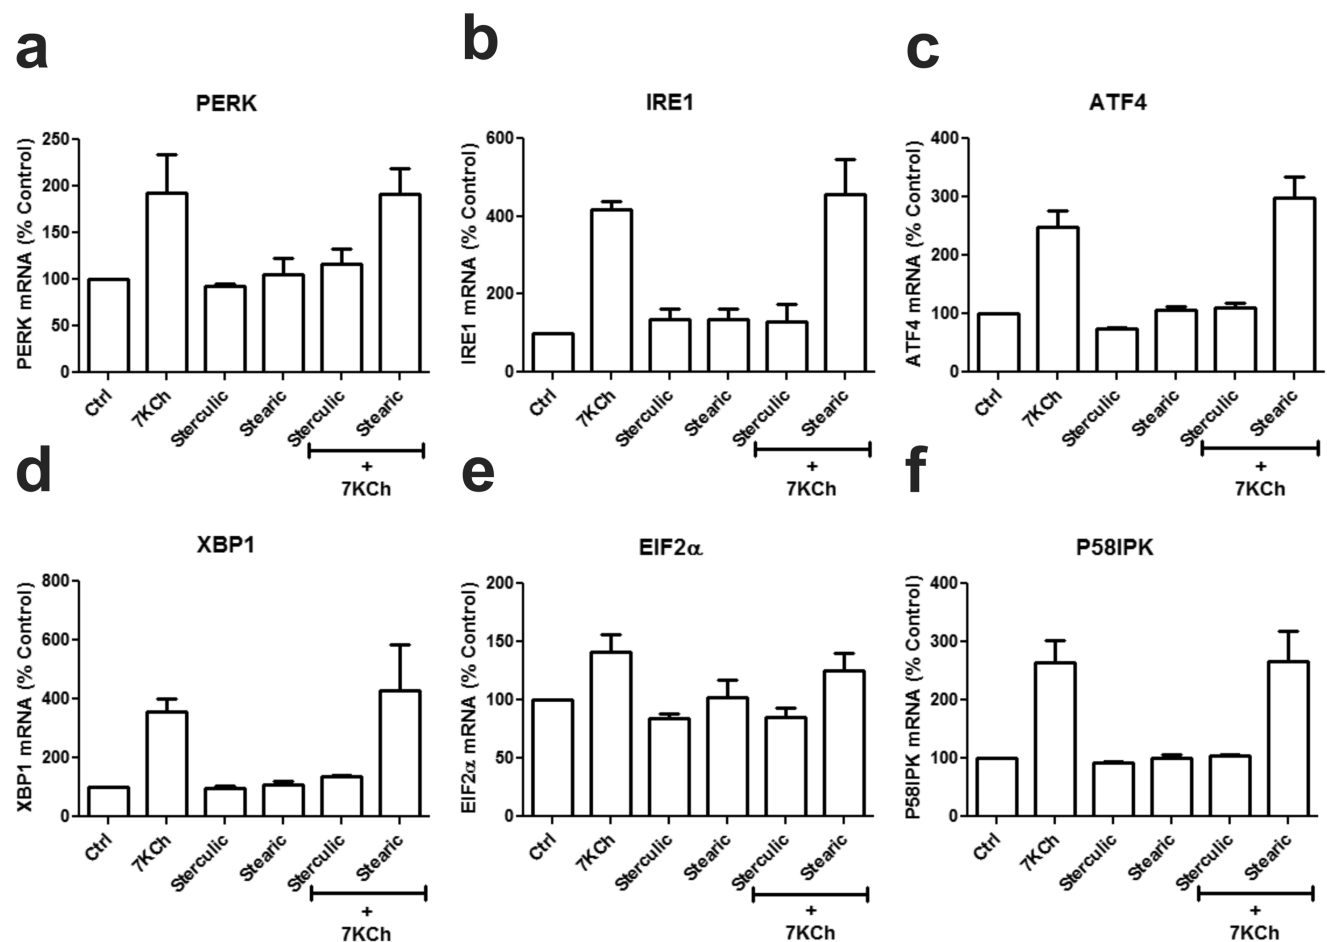 a
PERK
PERK mRNA (% Control)
250
200
150
100
50
0
Ctrl
7KCh
Sterculic
Stearic
Sterculic
Stearic
+
7KCh
b
IRE1
IRE1 mRNA (% Control)
600
400
200
0
Ctrl
7KCh
Sterculic
Stearic
Sterculic
Stearic
+
7KCh
c
ATF4
ATF4 mRNA (% Control)
400
300
200
100
0
Ctrl
7KCh
Sterculic
Stearic
Sterculic
Stearic
+
7KCh
d
XBP1
XBP1 mRNA (% Control)
800
600
400
200
0
Ctrl
7KCh
Sterculic
Stearic
Sterculic
Stearic
+
7KCh
e
EIF2α
EIF2α mRNA (% Control)
200
150
100
50
0
Ctrl
7KCh
Sterculic
Stearic
Sterculic
Stearic
+
7KCh
f
P58IPK
P58IPK mRNA (% Control)
400
300
200
100
0
Ctrl
7KCh
Sterculic
Stearic
Sterculic
Stearic
+
7KCh